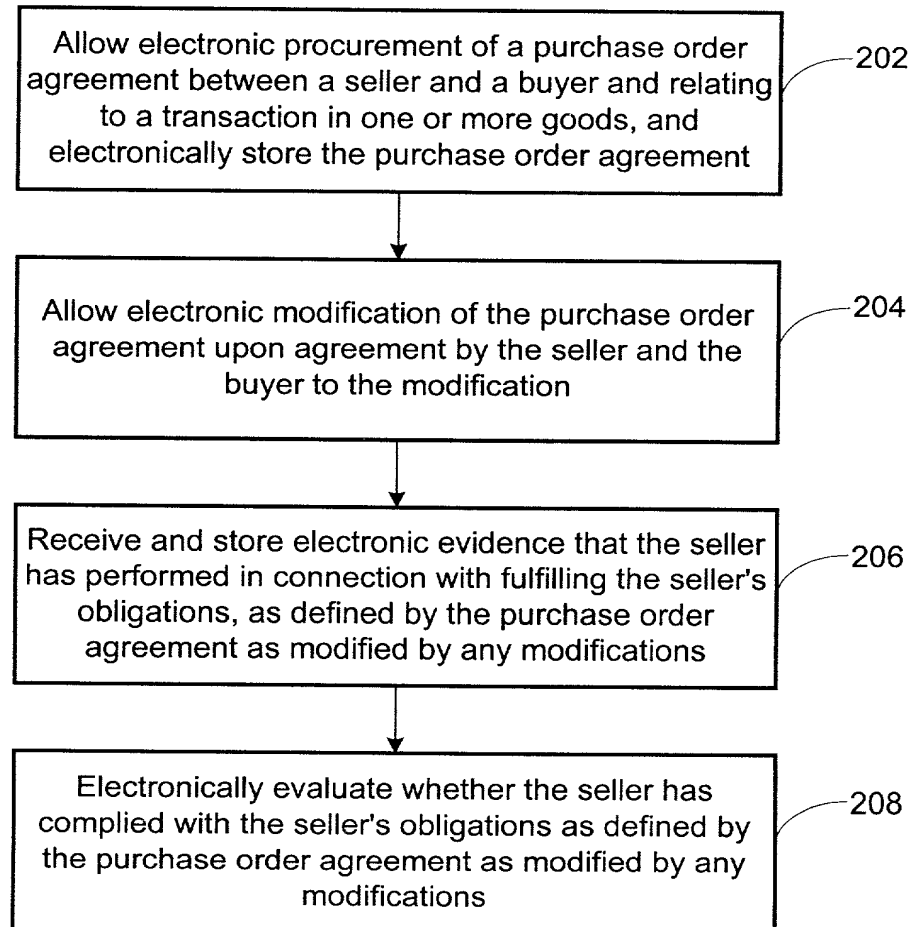 Allow electronic procurement of a purchase order
agreement between a seller and a buyer and relating
to a transaction in one or more goods, and
electronically store the purchase order agreement
202
Allow electronic modification of the purchase order
agreement upon agreement by the seller and the
buyer to the modification
204
Receive and store electronic evidence that the seller
has performed in connection with fulfilling the seller's
obligations, as defined by the purchase order
agreement as modified by any modifications
206
Electronically evaluate whether the seller has
complied with the seller's obligations as defined by
the purchase order agreement as modified by any
modifications
208